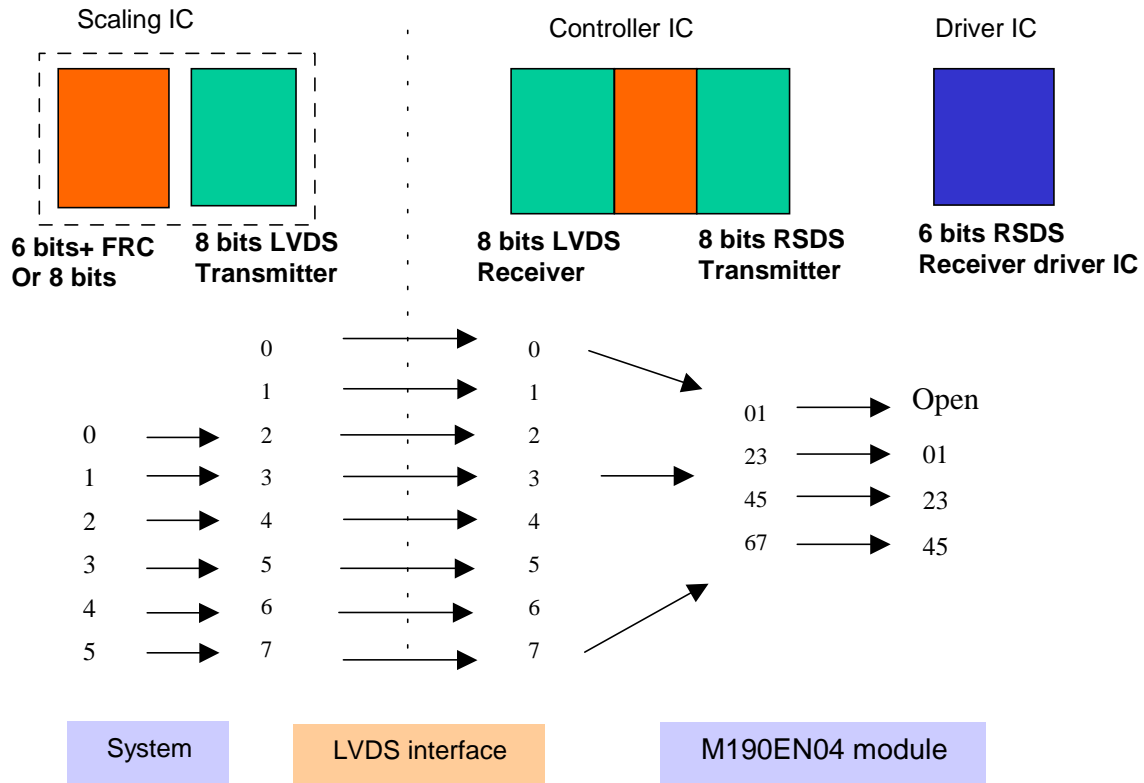 Scaling IC
Controller IC
Driver IC
6 bits+ FRC
Or 8 bits
8 bits LVDS
Transmitter
8 bits LVDS
Receiver
8 bits RSDS
Transmitter
6 bits RSDS
Receiver driver IC
0
1
2
3
4
5
0
1
2
3
4
5
6
7
0
1
2
3
4
5
6
7
01
23
45
67
Open
01
23
45
System
LVDS interface
M190EN04 module